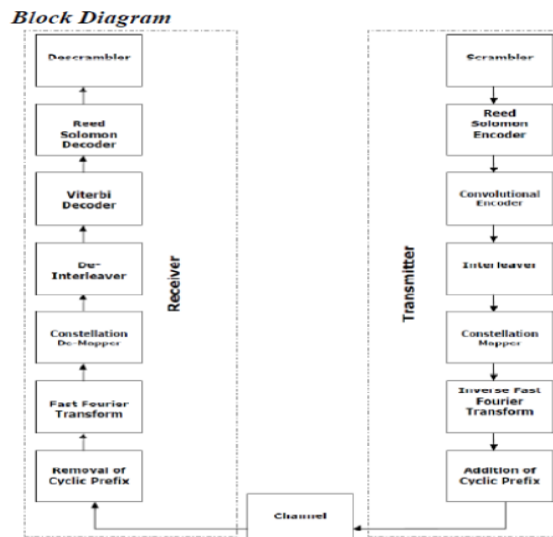 Block Diagram
Descrambler
Reed
Solomon
Decoder
Viterbi
Decoder
De-
Interleaver
Constellation
De-Mapper
Fast Fourier
Transform
Removal of
Cyclic Prefix
Receiver
Channel
Transmitter
Scrambler
Reed
Solomon
Encoder
Convolutional
Encoder
Interleaver
Constellation
Mapper
Inverse Fast
Fourier
Transform
Addition of
Cyclic Prefix